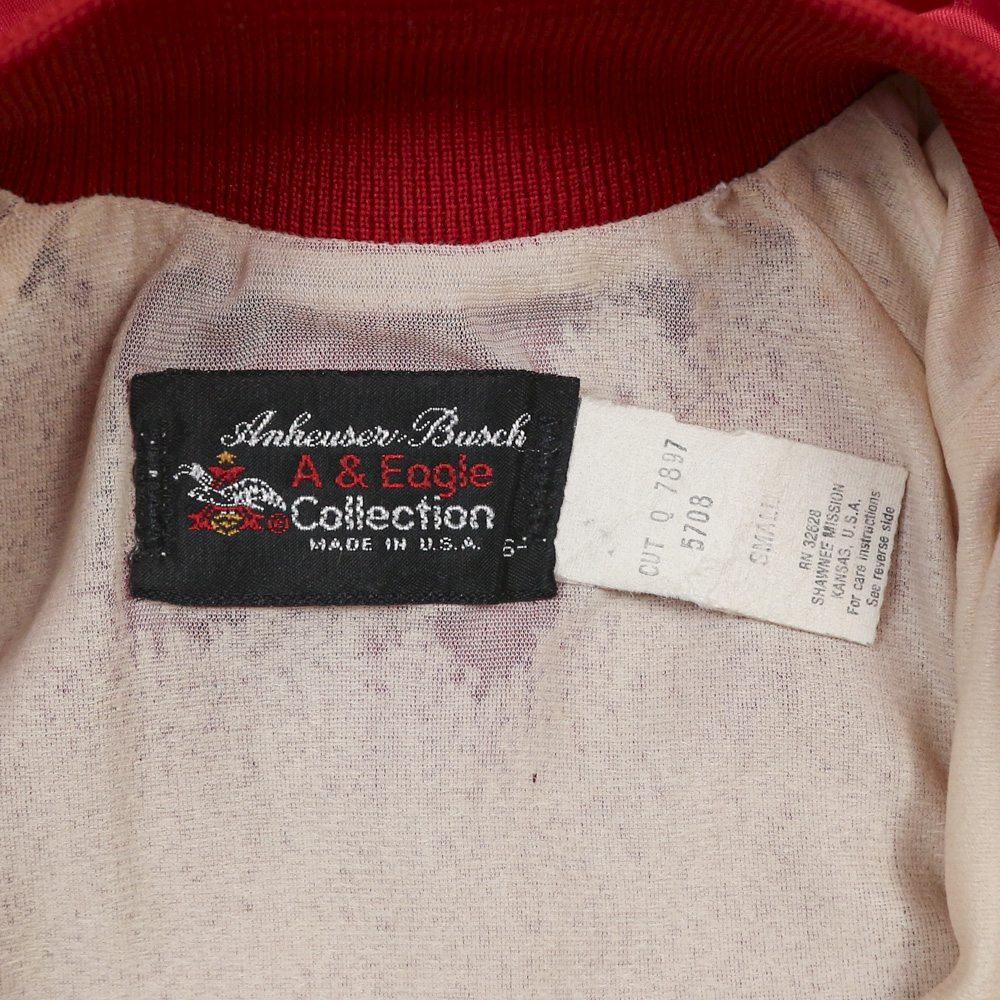 Anheuser-Busch
A & Eagle
®Collection
MADE IN U.S.A.
CUT Q 7897
5708
SMALL
RN 32628
SHAWNEE MISSION
KANSAS, U.S.A.
For care instructions
See reverse side